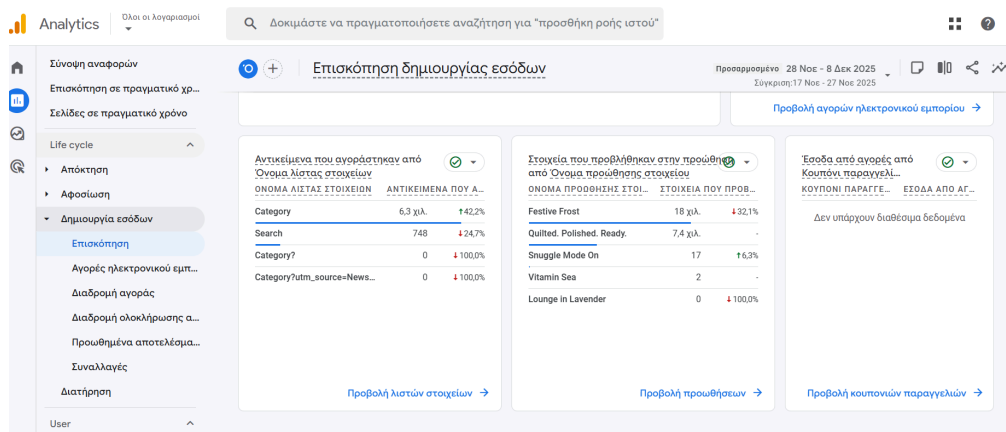 Analytics
Όλοι οι λογαριασμοί
Δοκιμάστε να πραγματοποιήσετε αναζήτηση για "προσθήκη ροής ιστού"
Σύνοψη αναφορών
Επισκόπηση σε πραγματικό χρ...
Σελίδες σε πραγματικό χρόνο
Life cycle
Απόκτηση
Αφοσίωση
Δημιουργία εσόδων
Επισκόπηση
Αγορές ηλεκτρονικού εμπ...
Διαδρομή αγοράς
Διαδρομή ολοκλήρωσης α...
Προωθημένα αποτελέσμα...
Συναλλαγές
Διατήρηση
User
Επισκόπηση δημιουργίας εσόδων
Προσαρμοσμένο 28 Νοε - 8 Δεκ 2025
Σύγκριση:17 Νοε - 27 Νοε 2025
Προβολή αγορών ηλεκτρονικού εμπορίου →
Αντικείμενα που αγοράστηκαν από
Όνομα λίστας στοιχείων
ΟΝΟΜΑ ΛΙΣΤΑΣ ΣΤΟΙΧΕΙΩΝ ΑΝΤΙΚΕΙΜΕΝΑ ΠΟΥ Α...
Category 6,3 χιλ. ↑42,2%
Search 748 ↓24,7%
Category? 0 ↓100,0%
Category?utm_source=News... 0 ↓100,0%
Προβολή λιστών στοιχείων →
Στοιχεία που προβλήθηκαν στην προώθηση
από Όνομα προώθησης στοιχείου
ΟΝΟΜΑ ΠΡΟΩΘΗΣΗΣ ΣΤΟΙ... ΣΤΟΙΧΕΙΑ ΠΟΥ ΠΡΟΒ...
Festive Frost 18 χιλ. ↓32,1%
Quilted. Polished. Ready. 7,4 χιλ. -
Snuggle Mode On 17 ↑6,3%
Vitamin Sea 2 -
Lounge in Lavender 0 ↓100,0%
Προβολή προωθήσεων →
Έσοδα από αγορές από
Κουπόνι παραγγελί...
ΚΟΥΠΟΝΙ ΠΑΡΑΓΓΕ... ΕΣΟΔΑ ΑΠΟ ΑΓ...
Δεν υπάρχουν διαθέσιμα δεδομένα
Προβολή κουπονιών παραγγελιών →